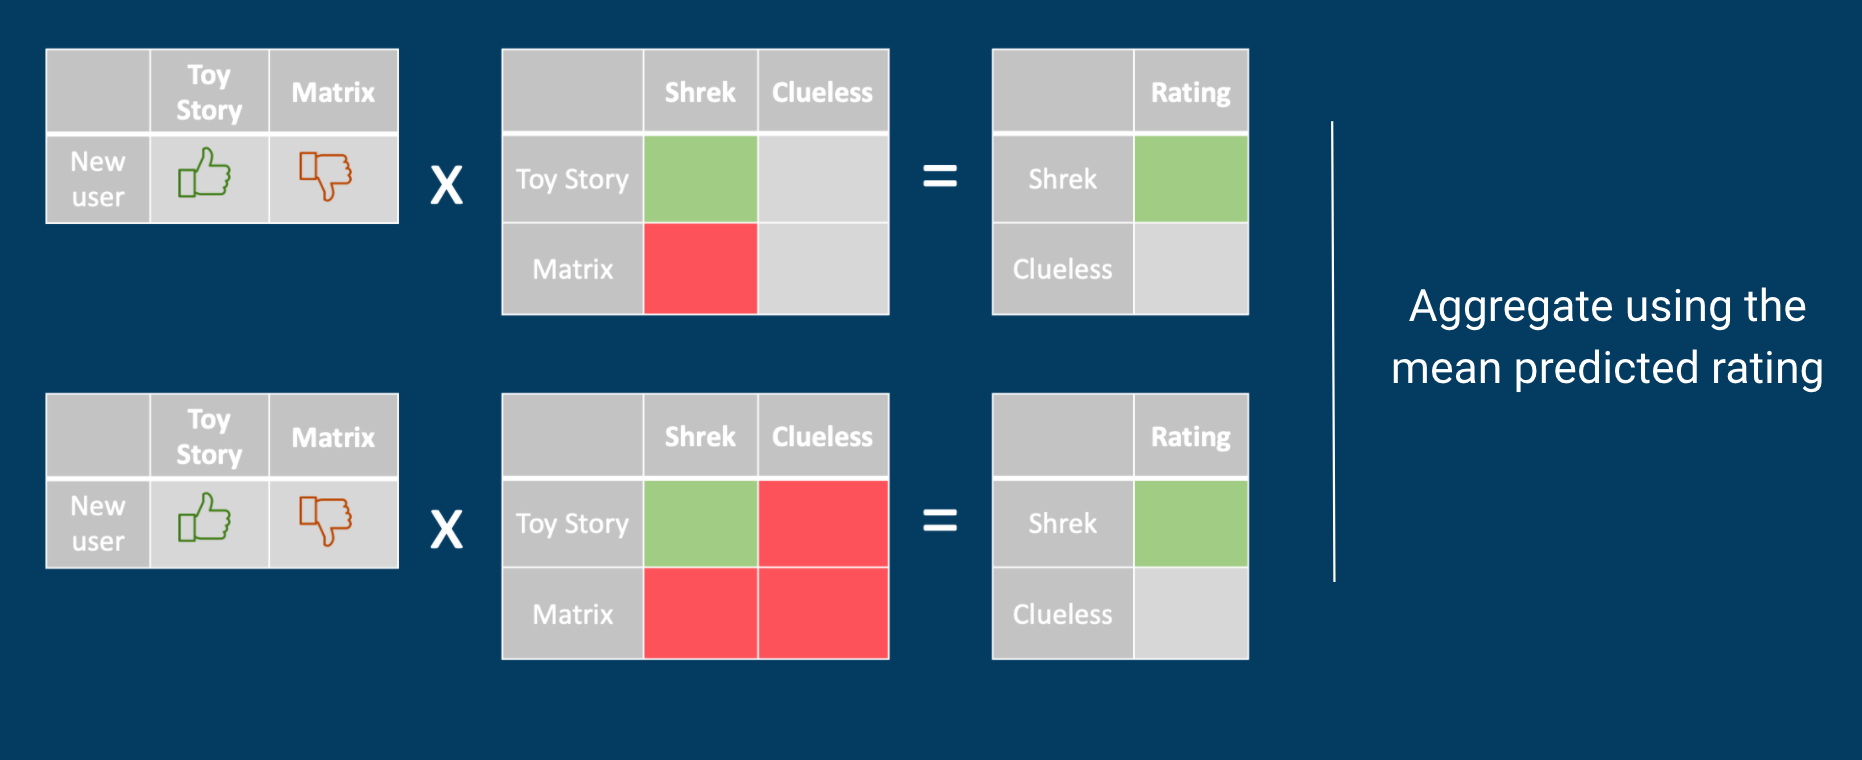 Toy Story Matrix
New user
X
Shrek Clueless
Toy Story
Matrix
=
Rating
Shrek
Clueless
Toy Story Matrix
New user
X
Shrek Clueless
Toy Story
Matrix
=
Rating
Shrek
Clueless
Aggregate using the
mean predicted rating